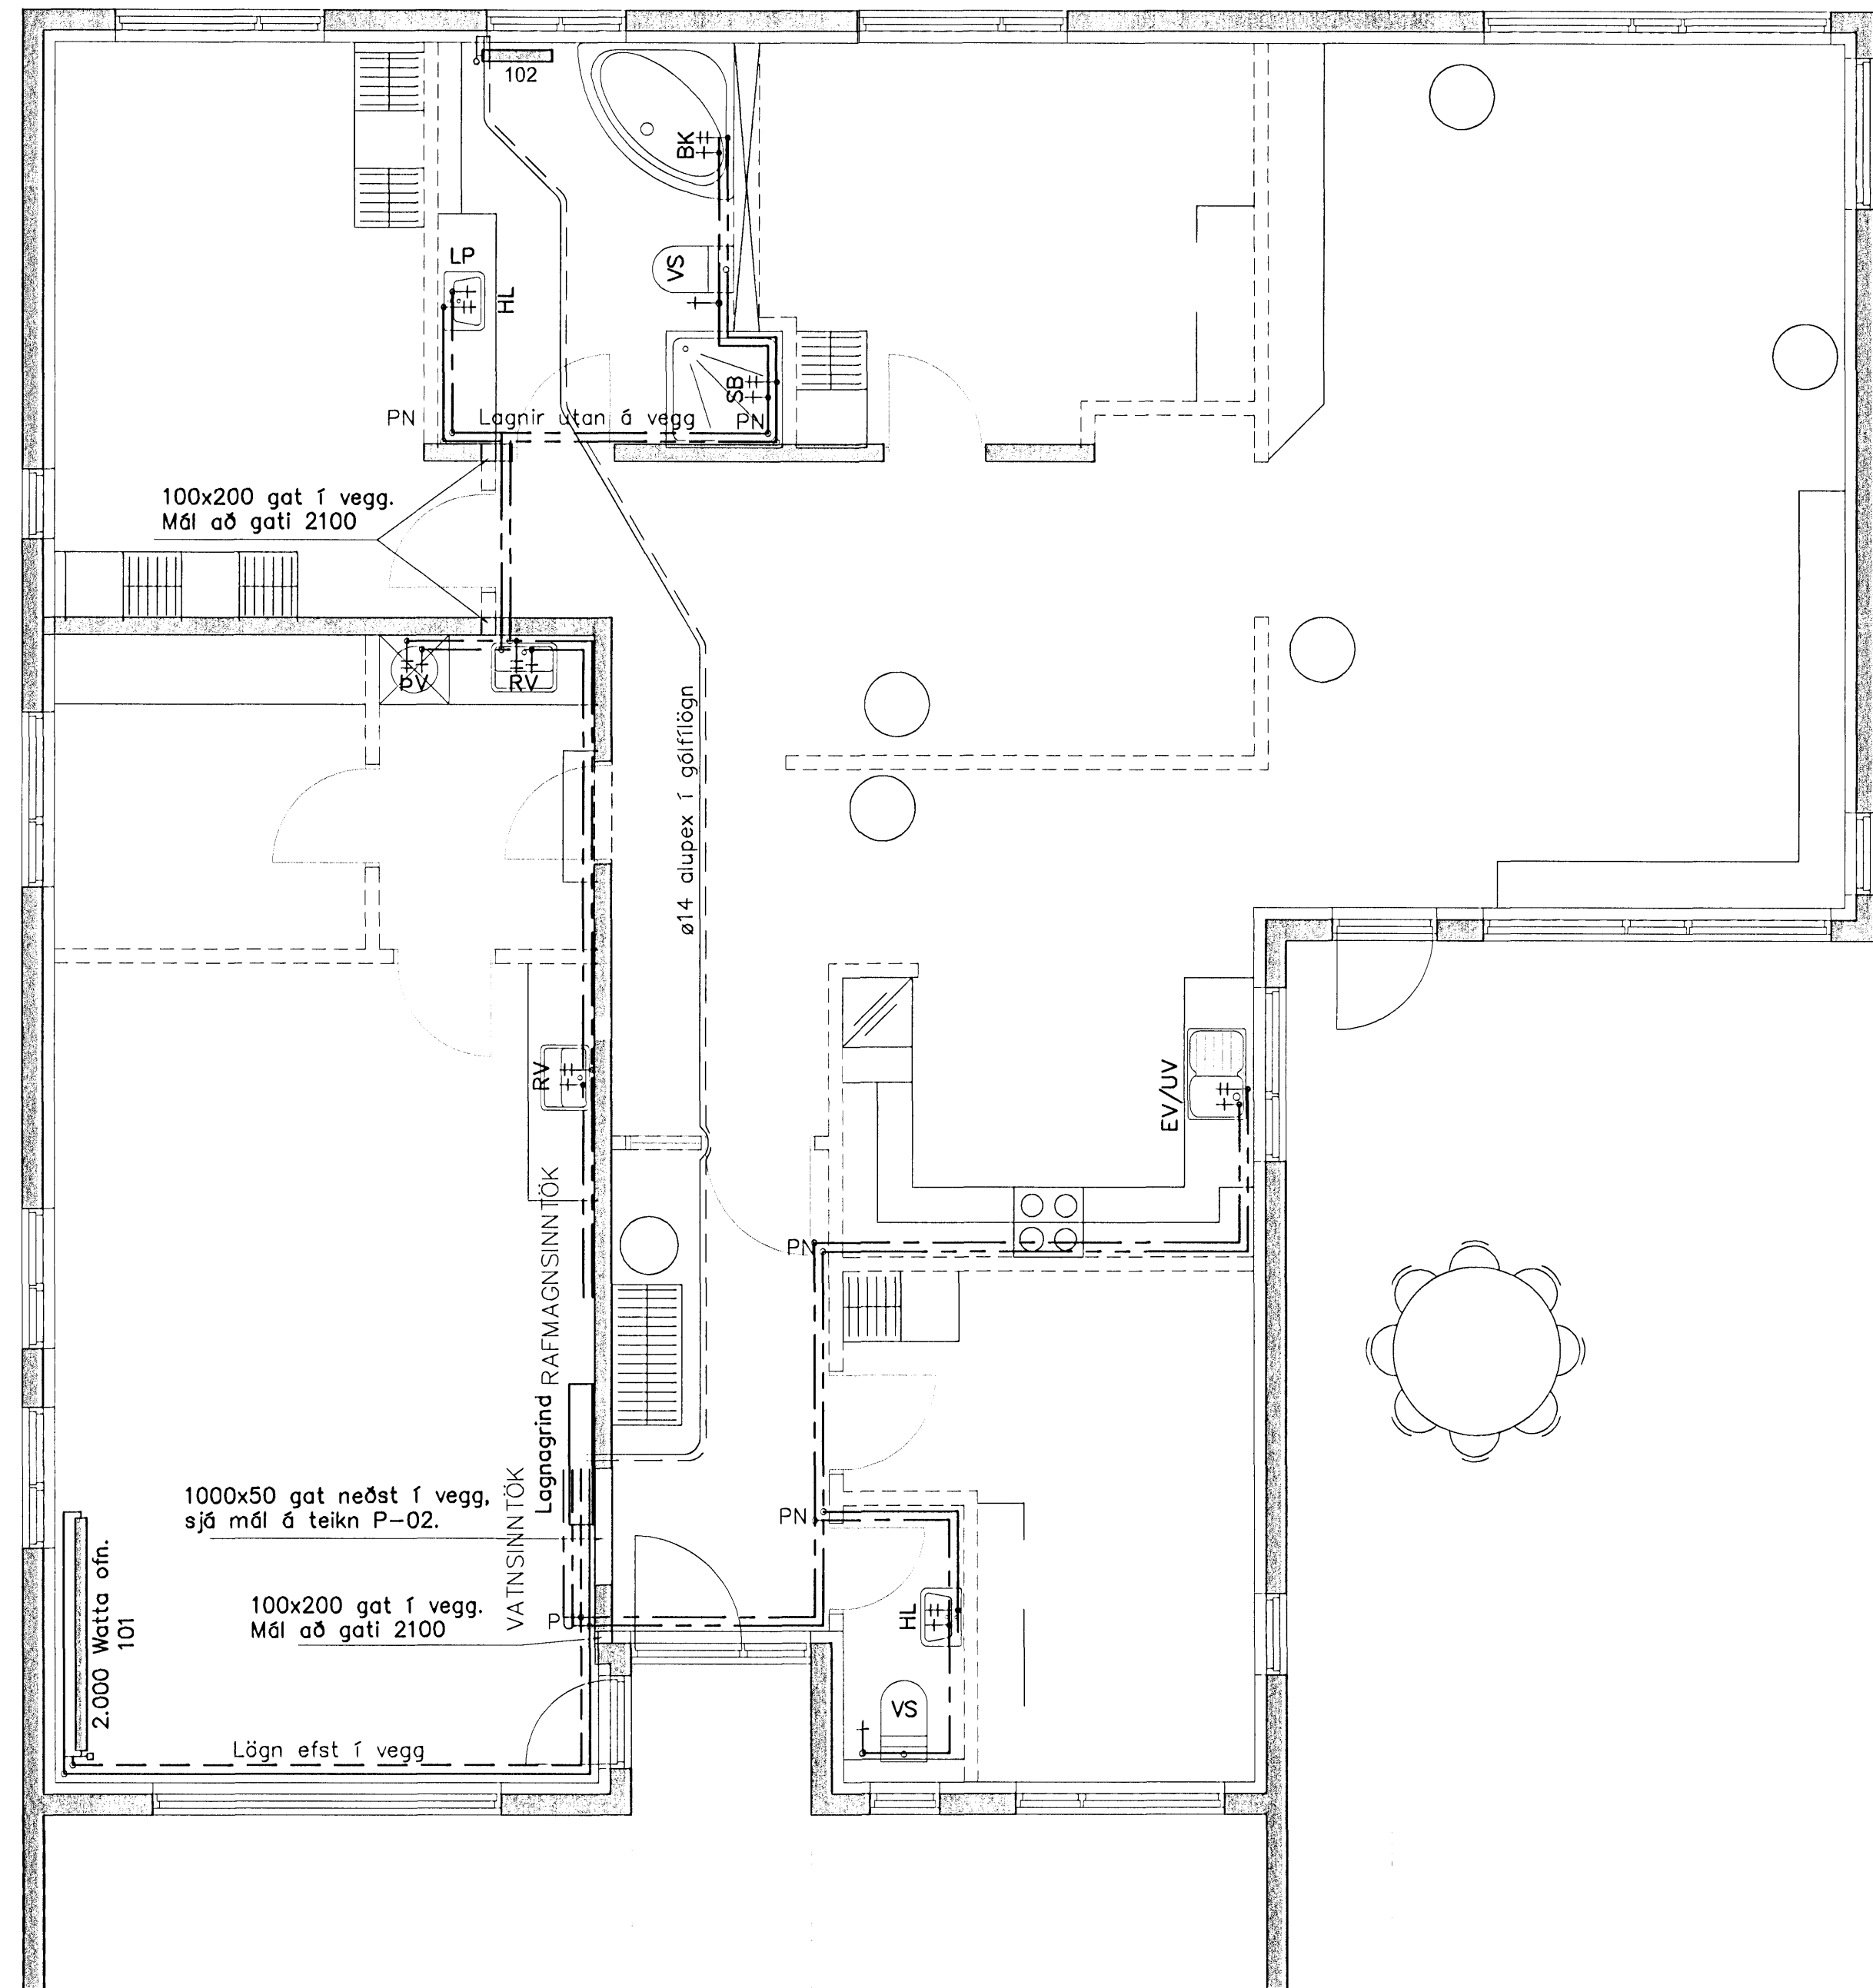 102
BK
LP
VS
HL
SB
PN
Lagnir utan á vegg
PN
100x200 gat í vegg.
Mál að gati 2100
ÞV
RV
ø14 alupex í gólfílögn
RV
EV/UV
RAFMAGNSINNTÖK
PN
Lagnagrind
VATNSINNTÖK
1000x50 gat neðst í vegg,
sjá mál á teikn P-02.
PN
2.000 Watta ofn.
101
100x200 gat í vegg.
Mál að gati 2100
HL
VS
Lögn efst í vegg